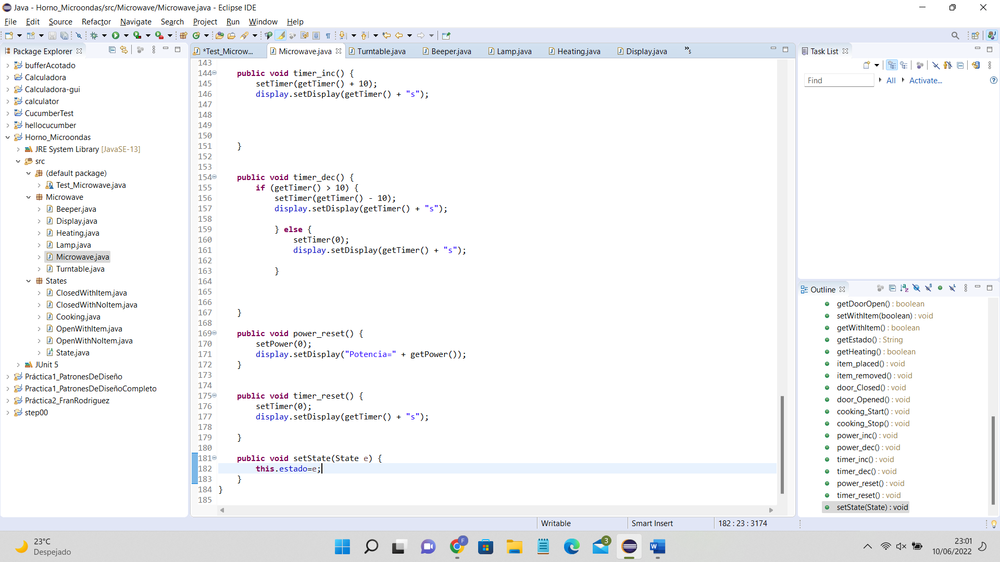 Java - Horno_Microondas/src/Microwave/Microwave.java - Eclipse IDE
File Edit Source Refactor Navigate Search Project Run Window Help
Package Explorer
bufferAcotado
Calculadora
Calculadora-gui
calculator
CucumberTest
hellocucumber
Horno_Microondas
JRE System Library [JavaSE-13]
src
(default package)
Test_Microwave.java
Microwave
Beeper.java
Display.java
Heating.java
Lamp.java
Microwave.java
Turntable.java
States
ClosedWithItem.java
ClosedWithNoItem.java
Cooking.java
OpenWithItem.java
OpenWithNoItem.java
State.java
JUnit 5
Práctica1_PatronesDeDiseño
Practica1_PatronesDeDiseñoCompleto
Práctica2_FranRodriguez
step00
*Test_Microw... Microwave.java Turntable.java Beeper.java Lamp.java Heating.java Display.java »5
143
144 public void timer_inc() {
145 setTimer(getTimer() + 10);
146 display.setDisplay(getTimer() + "s");
147
148
149
150
151 }
152
153
154 public void timer_dec() {
155 if (getTimer() > 10) {
156 setTimer(getTimer() - 10);
157 display.setDisplay(getTimer() + "s");
158
159 } else {
160 setTimer(0);
161 display.setDisplay(getTimer() + "s");
162
163 }
164
165
166
167 }
168
169 public void power_reset() {
170 setPower(0);
171 display.setDisplay("Potencia=" + getPower());
172 }
173
174
175 public void timer_reset() {
176 setTimer(0);
177 display.setDisplay(getTimer() + "s");
178
179 }
180
181 public void setState(State e) {
182 this.estado=e;
183 }
184 }
185
Task List
Find All Activate...
Outline
getDoorOpen() : boolean
setWithItem(boolean) : void
getWithItem() : boolean
getEstado() : String
getHeating() : boolean
item_placed() : void
item_removed() : void
door_Closed() : void
door_Opened() : void
cooking_Start() : void
cooking_Stop() : void
power_inc() : void
power_dec() : void
timer_inc() : void
timer_dec() : void
power_reset() : void
timer_reset() : void
setState(State) : void
Writable Smart Insert 182 : 23 : 3174
23°C
Despejado
F
3
W
23:01
10/06/2022